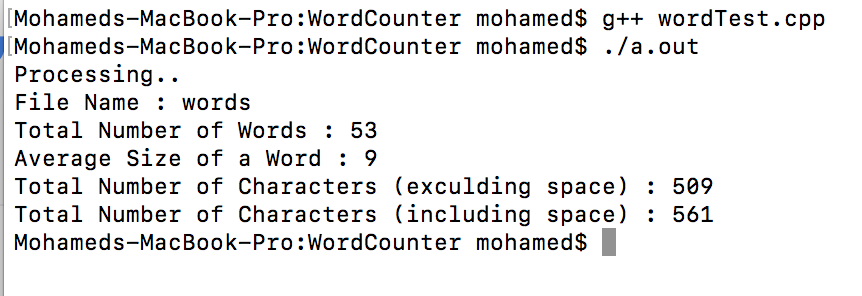 [Mohameds-MacBook-Pro:WordCounter mohamed$ g++ wordTest.cpp
[Mohameds-MacBook-Pro:WordCounter mohamed$ ./a.out
Processing..
File Name : words
Total Number of Words : 53
Average Size of a Word : 9
Total Number of Characters (exculding space) : 509
Total Number of Characters (including space) : 561
Mohameds-MacBook-Pro:WordCounter mohamed$